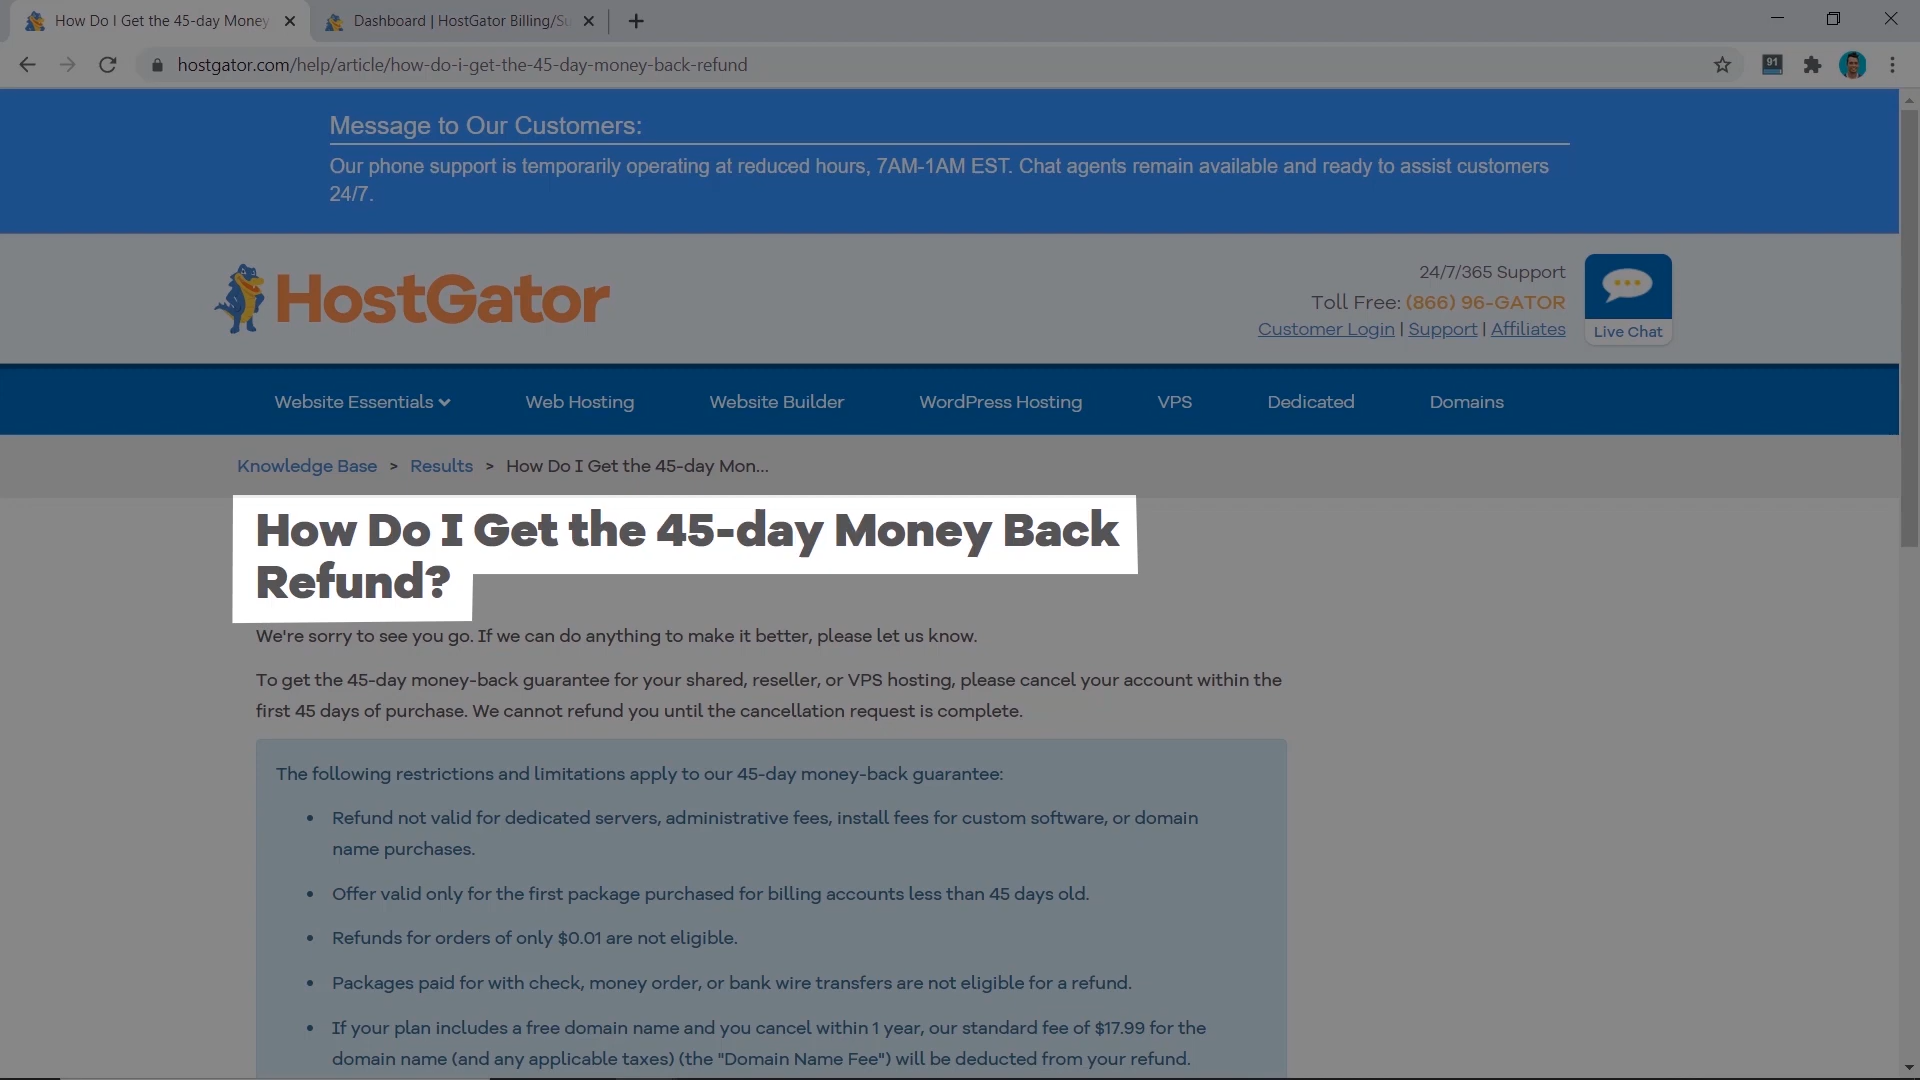 How Do I Get the 45-day Money
Dashboard | HostGator Billing/Su
hostgator.com/help/article/how-do-i-get-the-45-day-money-back-refund
91
Message to Our Customers:
Our phone support is temporarily operating at reduced hours, 7AM-1AM EST. Chat agents remain available and ready to assist customers
24/7.
HostGator
24/7/365 Support
Toll Free: (866) 96-GATOR
Customer Login | Support | Affiliates
Live Chat
Website Essentials
Web Hosting
Website Builder
WordPress Hosting
VPS
Dedicated
Domains
Knowledge Base > Results > How Do I Get the 45-day Mon...
How Do I Get the 45-day Money Back
Refund?
We're sorry to see you go. If we can do anything to make it better, please let us know.
To get the 45-day money-back guarantee for your shared, reseller, or VPS hosting, please cancel your account within the
first 45 days of purchase. We cannot refund you until the cancellation request is complete.
The following restrictions and limitations apply to our 45-day money-back guarantee:
• Refund not valid for dedicated servers, administrative fees, install fees for custom software, or domain
name purchases.
• Offer valid only for the first package purchased for billing accounts less than 45 days old.
• Refunds for orders of only $0.01 are not eligible.
• Packages paid for with check, money order, or bank wire transfers are not eligible for a refund.
• If your plan includes a free domain name and you cancel within 1 year, our standard fee of $17.99 for the
domain name (and any applicable taxes) (the "Domain Name Fee") will be deducted from your refund.